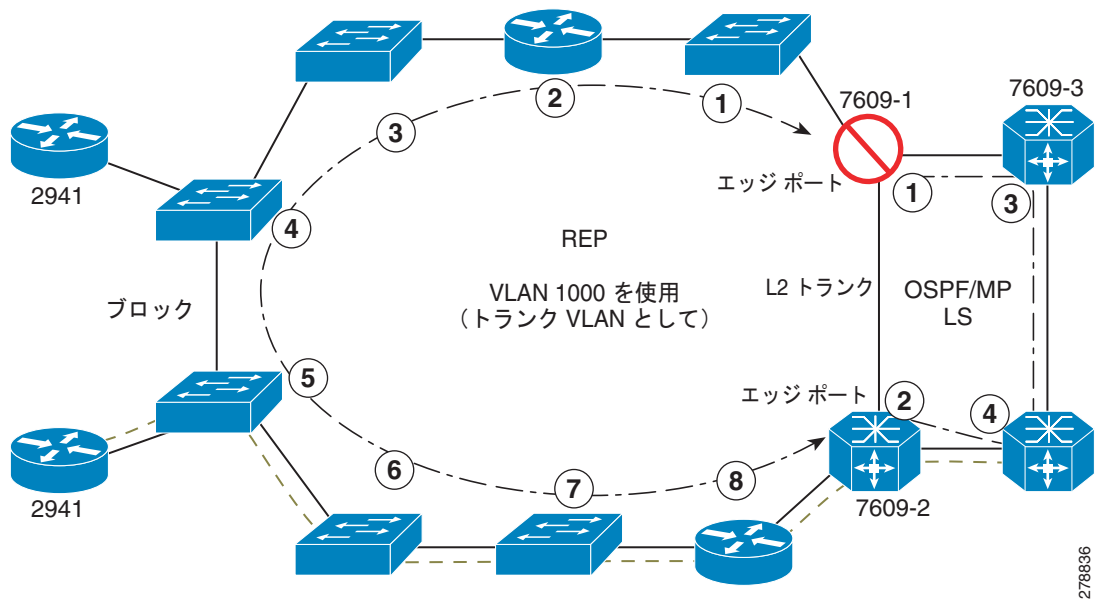 7609-1
7609-3
2
1
3
2941
エッジ ポート
1
3
4
REP
ブロック
VLAN 1000 を使用
（トランク VLAN として）
L2 トランク
OSPF/MP
LS
5
エッジ ポート
2
4
6
7
8
2941
7609-2
278836